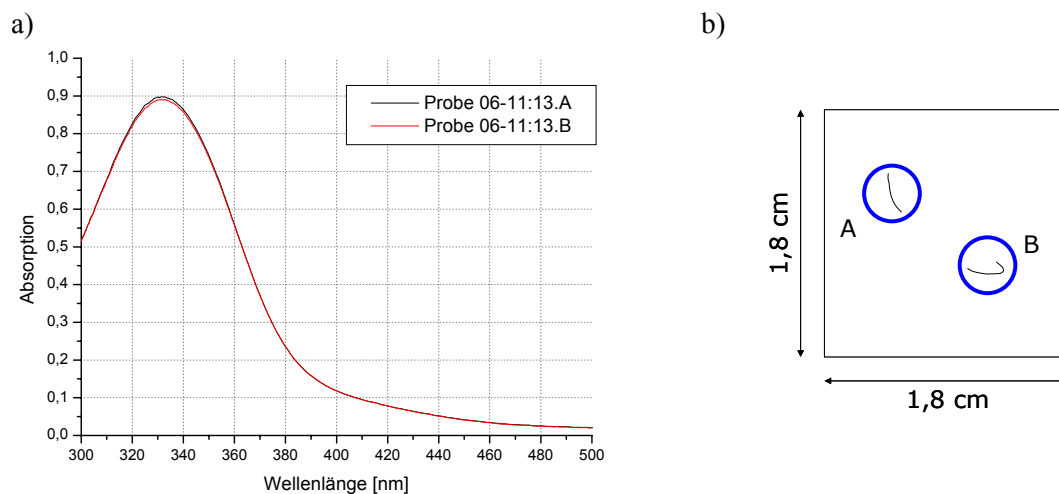 a)
b)
1,0
0,9
0,8
0,7
0,6
0,5
0,4
0,3
0,2
0,1
0,0
Absorption
Probe 06-11:13.A
Probe 06-11:13.B
300 320 340 360 380 400 420 440 460 480 500
Wellenlänge [nm]
1,8 cm
A
B
1,8 cm